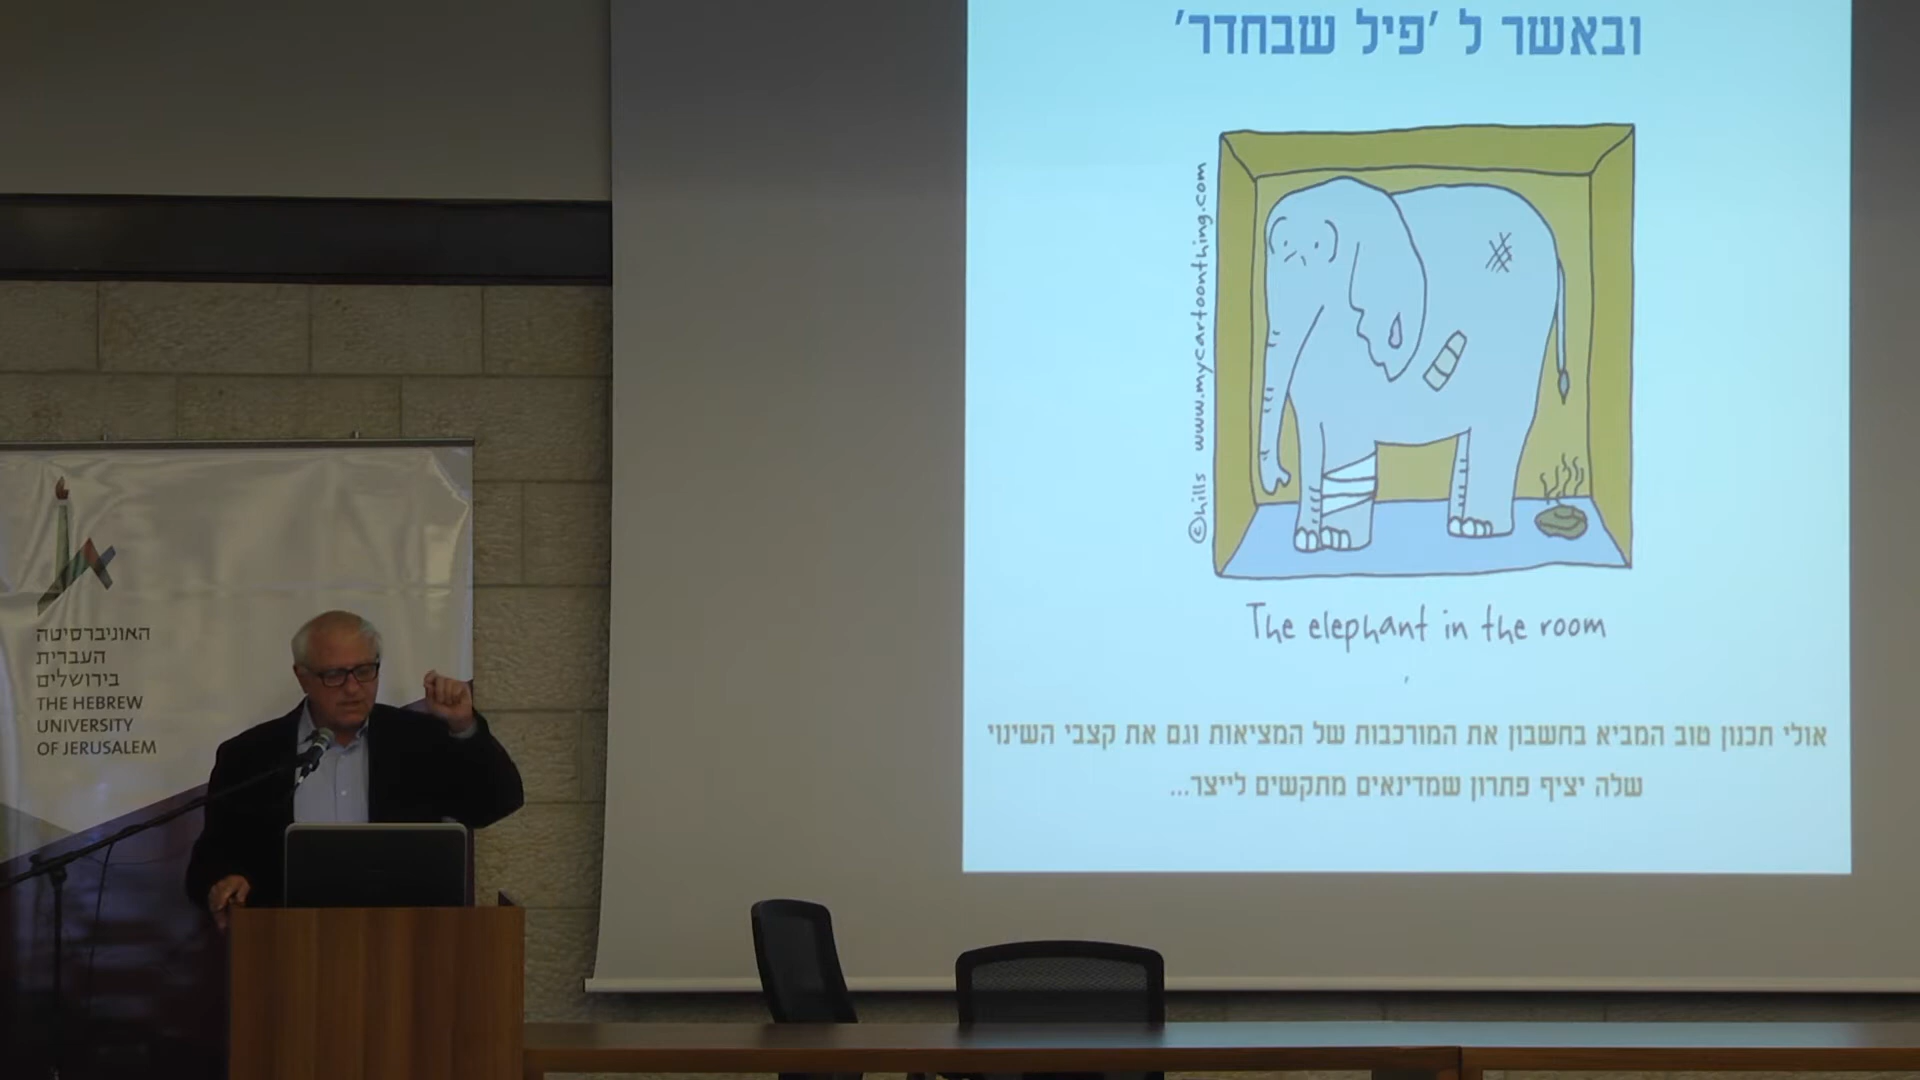 ובאשר ל 'פיל שבחדר'
©hills www.mycartoonthing.com
The elephant in the room
אולי תכנון טוב המביא בחשבון את המורכבות של המציאות וגם את קצבי השינוי
שלה יציף פתרון שמדינאים מתקשים לייצר...
האוניברסיטה
העברית
בירושלים
THE HEBREW
UNIVERSITY
OF JERUSALEM